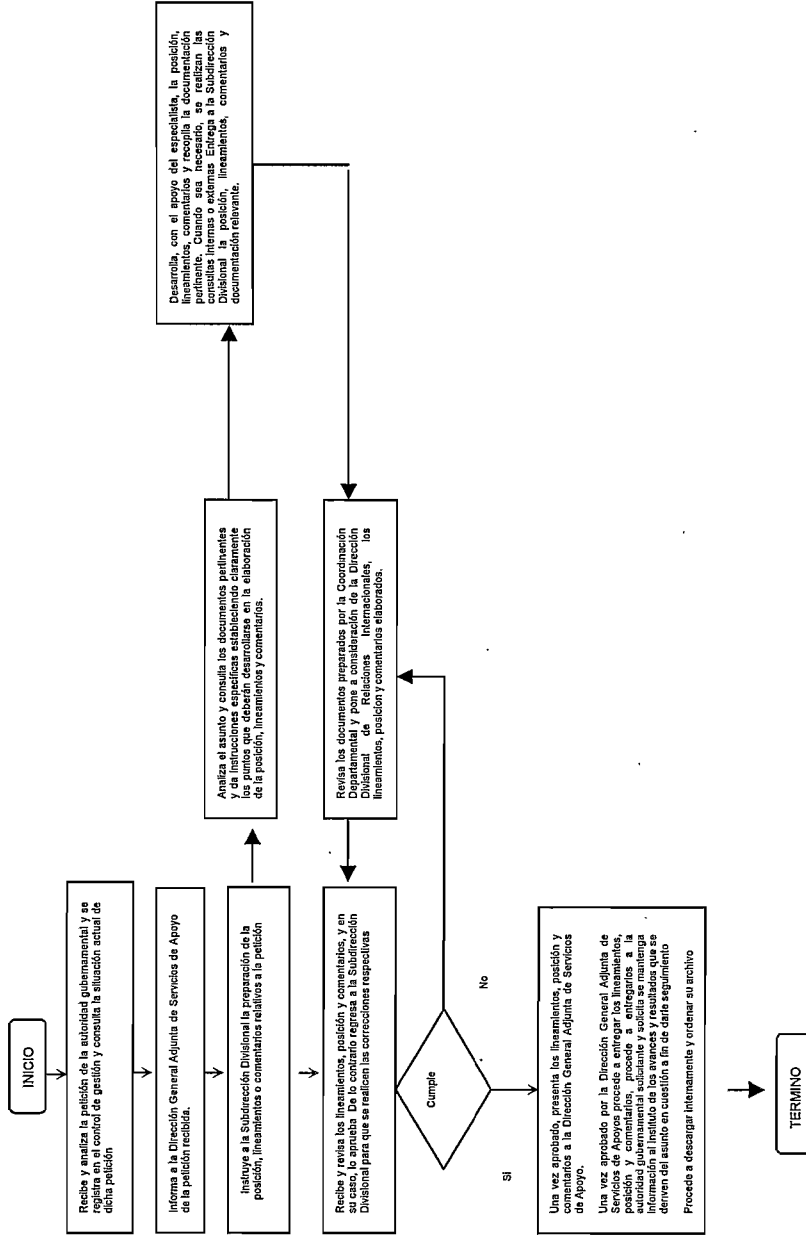 INICIO
Recibe y analiza la petición de la autoridad gubernamental y se
registra en el control de gestión y consulta la situación actual de
dicha petición
Informa a la Dirección General Adjunta de Servicios de Apoyo
de la petición recibida.
Instruye a la Subdirección Divisional la preparación de la
posición, lineamientos o comentarios relativos a la petición
Analiza el asunto y consulta los documentos pertinentes
y da instrucciones específicas estableciendo claramente
los puntos que deberán desarrollarse en la elaboración
de la posición, lineamientos y comentarios.
Desarrolla, con el apoyo del especialista, la posición,
lineamientos, comentarios y recopila la documentación
pertinente. Cuando sea necesario, se realizan las
consultas internas o externas Entrega a la Subdirección
Divisional la posición, lineamientos, comentarios y
documentación relevante.
Revisa los documentos preparados por la Coordinación
Departamental y pone a consideración de la Dirección
Divisional de Relaciones Internacionales, los
lineamientos, posicion y comentarios elaborados.
Recibe y revisa los lineamientos, posición y comentarios, y en
su caso, lo aprueba. De lo contrario regresa a la Subdirección
Divisional para que se realicen las correcciones respectivas
Cumple
No
Si
Una vez aprobado, presenta los lineamientos, posición y
comentarios a la Dirección General Adjunta de Servicios
de Apoyo.
Una vez aprobado por la Dirección General Adjunta de
Servicios de Apoyos procede a entregar los lineamientos,
posición y comentarios, procede a entregarlos a la
autoridad gubernamental solicitante y solicita se mantenga
información al Instituto de los avances y resultados que se
deriven del asunto en cuestión a fin de darle seguimiento
Procede a descargar internamente y ordenar su archivo
TERMINO